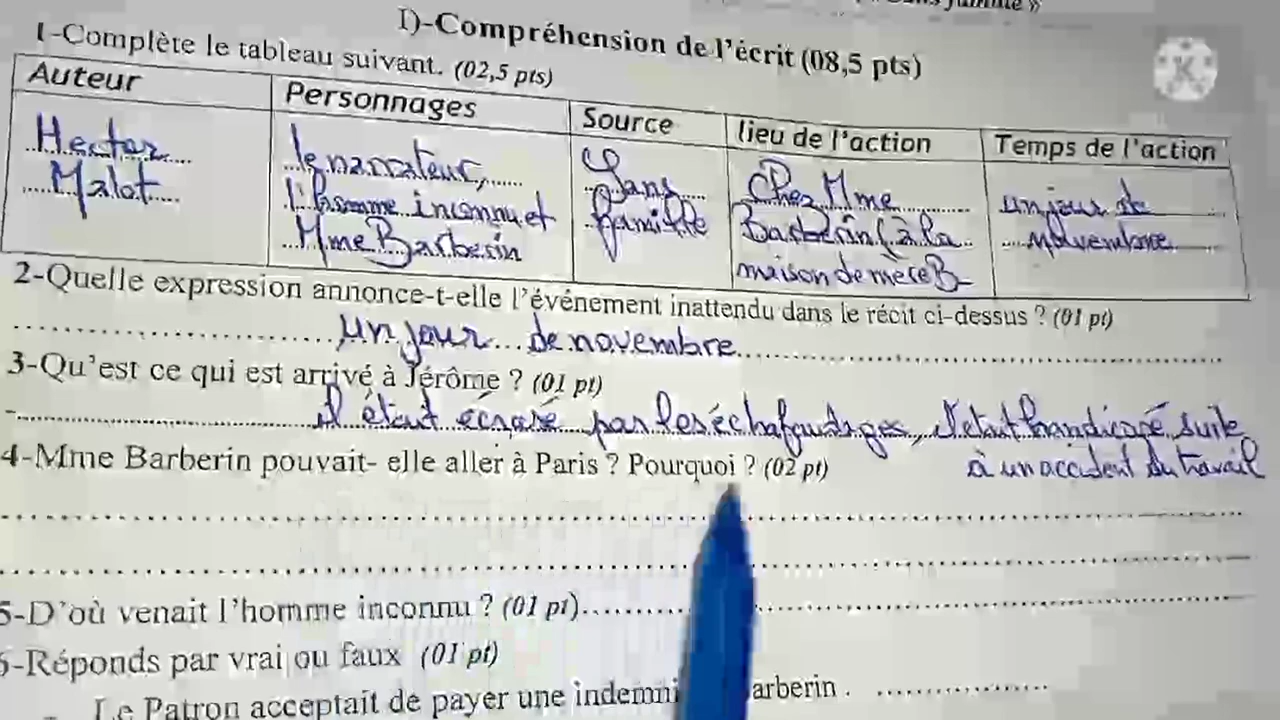 famille »
I)-Compréhension de l'écrit (08,5 pts)
1-Complète le tableau suivant. (02,5 pts)
Auteur
Personnages
Source
lieu de l'action
Temps de l'action
Hector
Malot.
le narrateur,
l'homme inconnu et
Mme Barberin
Sans
famille
Chez Mme
Barberin (à la
maison de mère B-
un jour de
novembre
2-Quelle expression annonce-t-elle l'événement inattendu dans le récit ci-dessus ? (01 pt)
un jour de novembre
3-Qu'est ce qui est arrivé à Jérôme ? (01 pt)
- il était écrasé par les échafaudages, il était handicapé suite
à un accident du travail
4-Mme Barberin pouvait- elle aller à Paris ? Pourquoi ? (02 pt)
5-D'où venait l'homme inconnu ? (01 pt)
6-Réponds par vrai ou faux (01 pt)
- Le Patron acceptait de payer une indemni arberin .
K